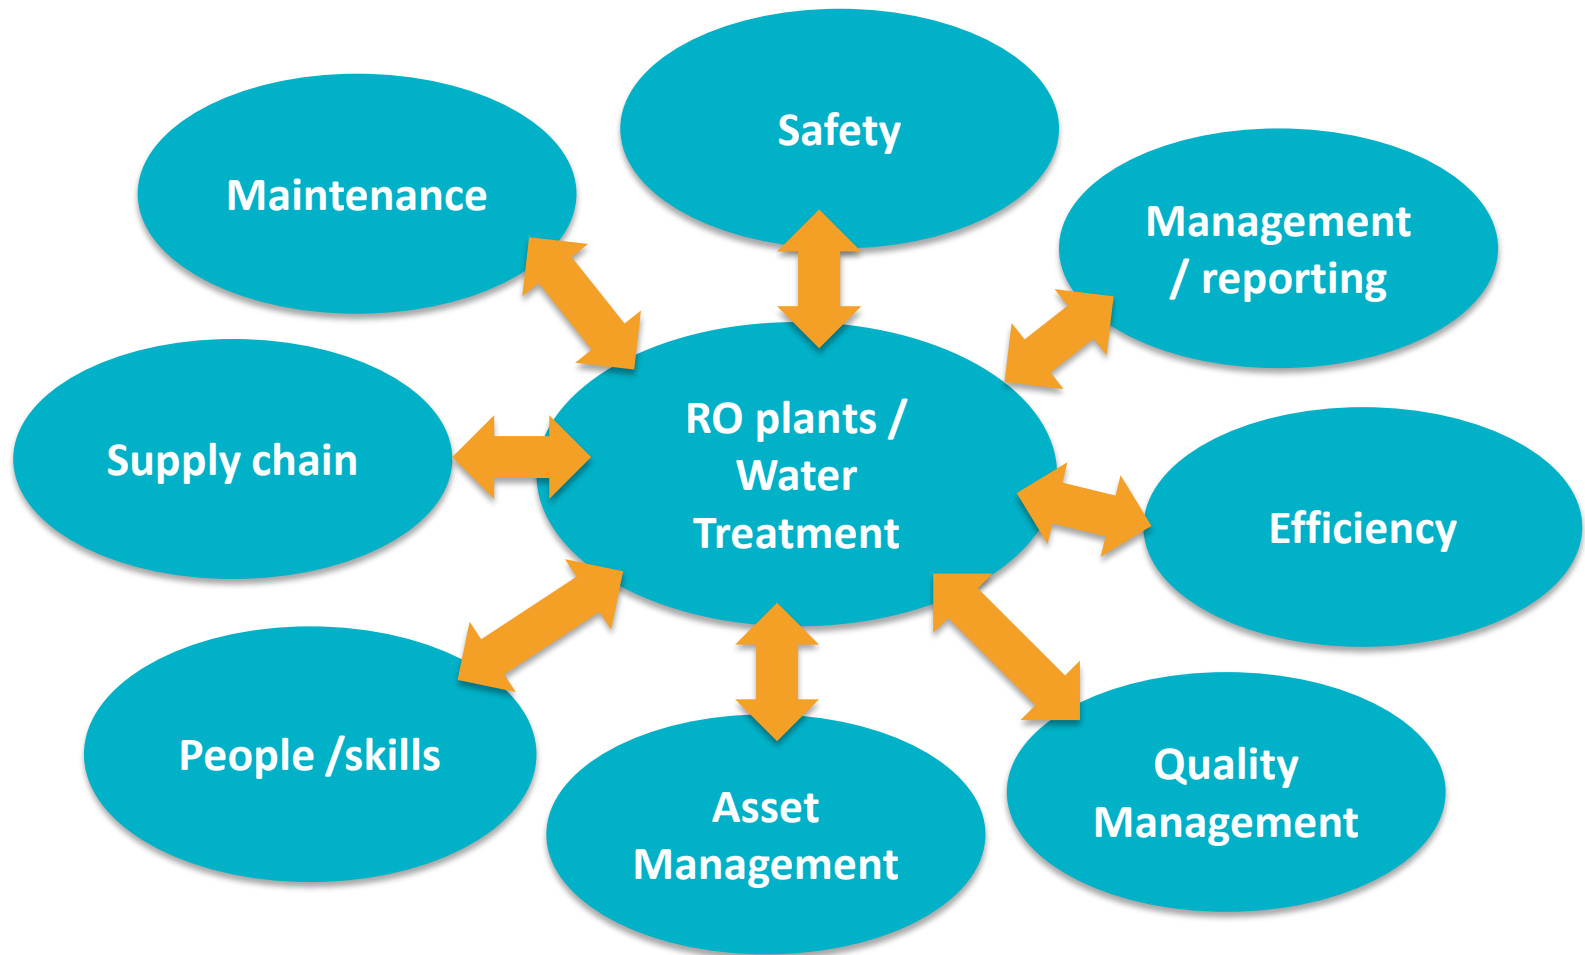 Safety
Maintenance
Management
/ reporting
RO plants /
Water
Treatment
Supply chain
Efficiency
People /skills
Quality
Management
Asset
Management